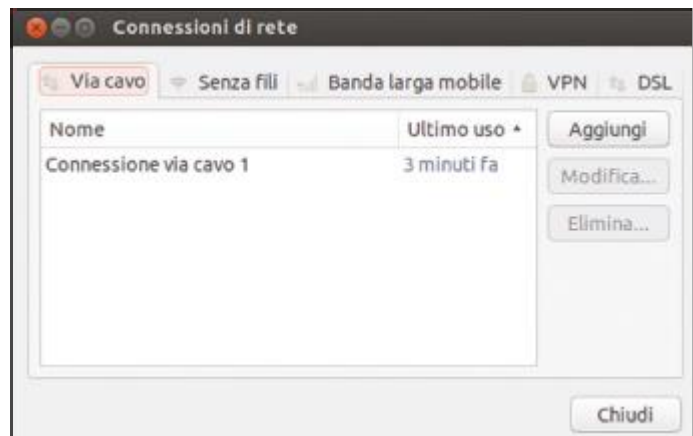 Connessioni di rete
Via cavo Senza fili Banda larga mobile VPN DSL
Nome Ultimo uso Aggiungi
Connessione via cavo 1 3 minuti fa
Modifica...
Elimina...
Chiudi